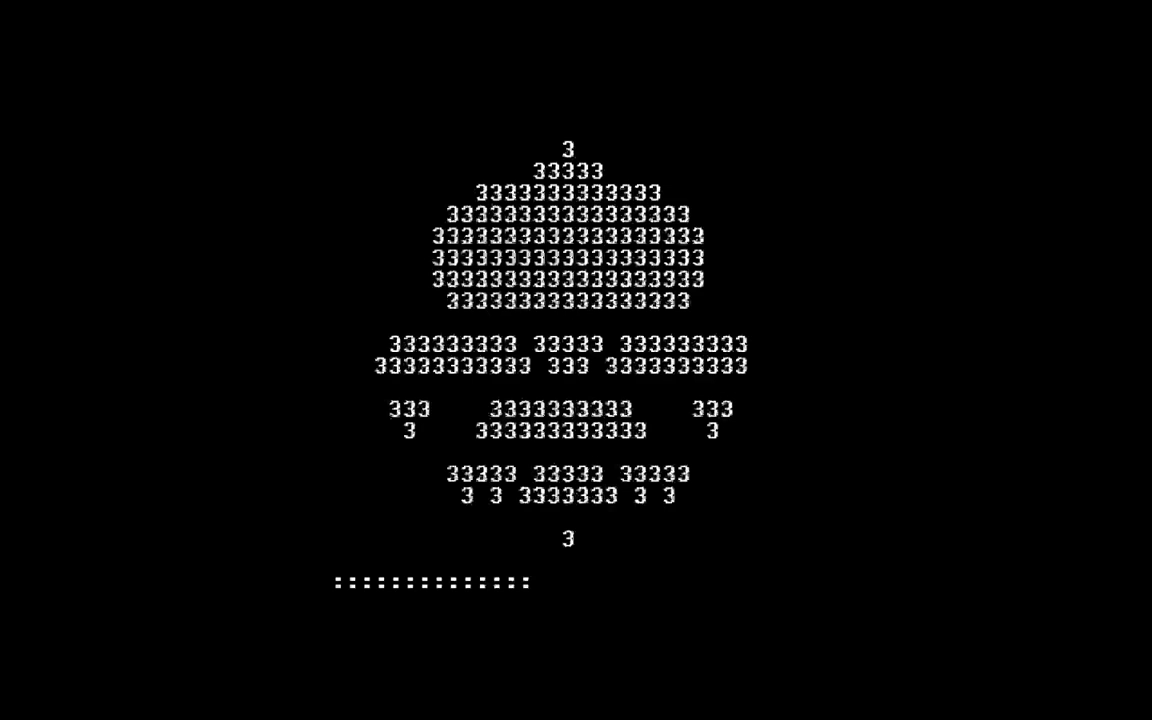 3
33333
3333333333333
33333333333333333
3333333333333333333
3333333333333333333
3333333333333333333
33333333333333333
333333333 33333 333333333
33333333333 333 3333333333
333     3333333333     333
3     333333333333     3
33333 33333 33333
3 3 3333333 3 3
3
::::::::::::::